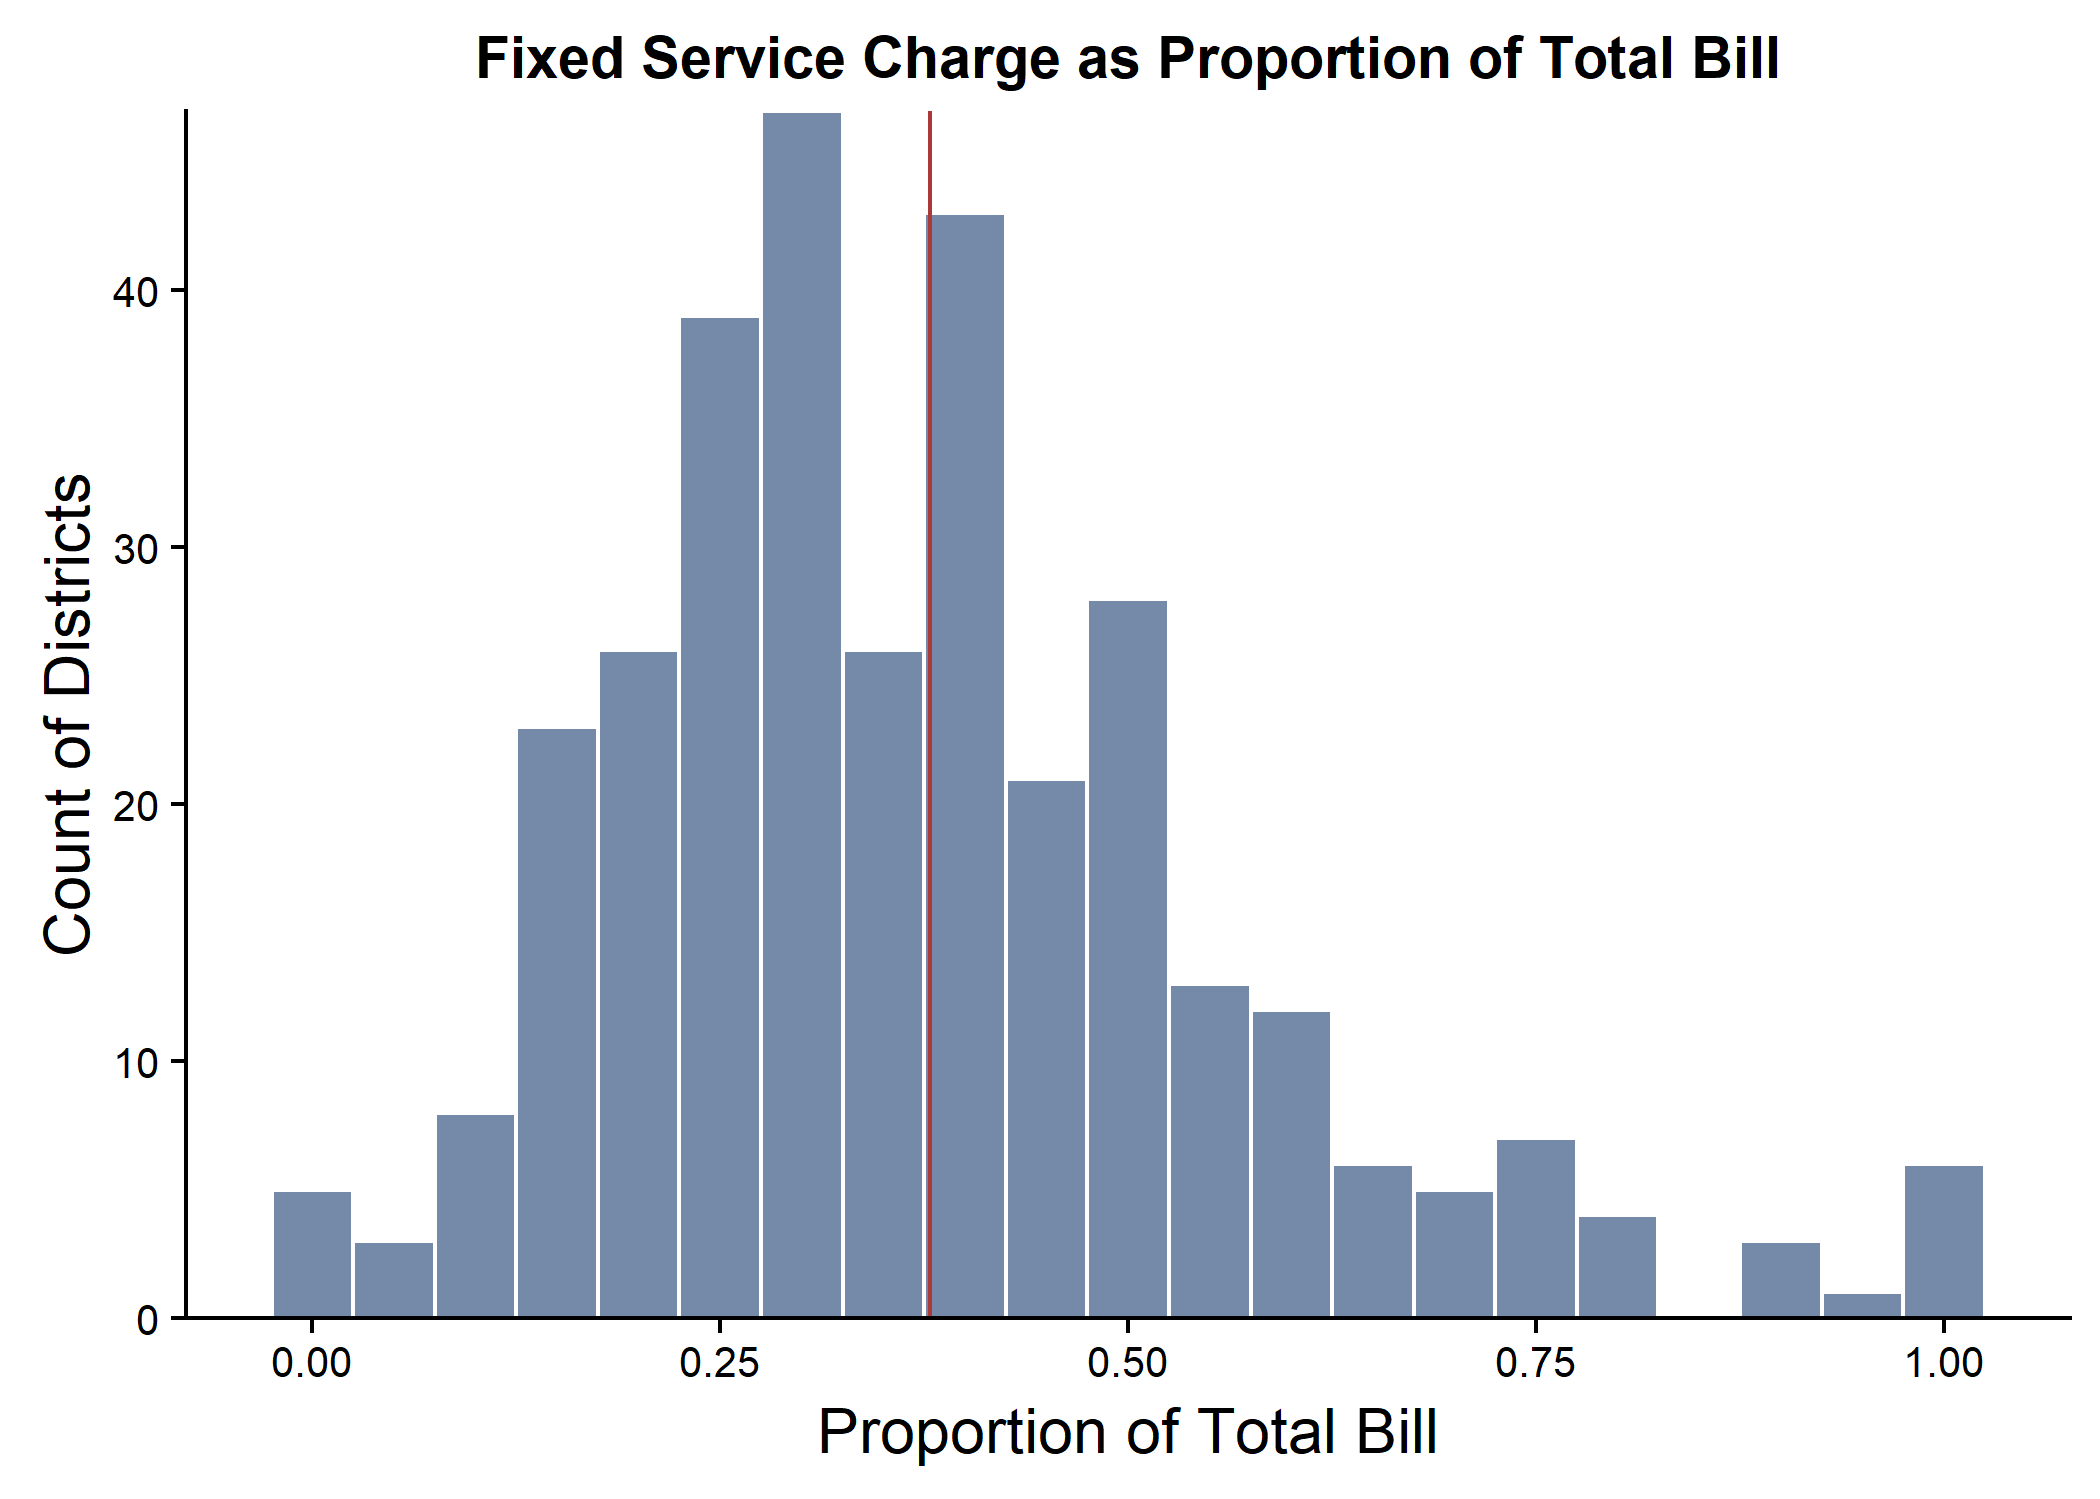 Fixed Service Charge as Proportion of Total Bill
Count of Districts
40
30
20
10
0
0.00 0.25 0.50 0.75 1.00
Proportion of Total Bill